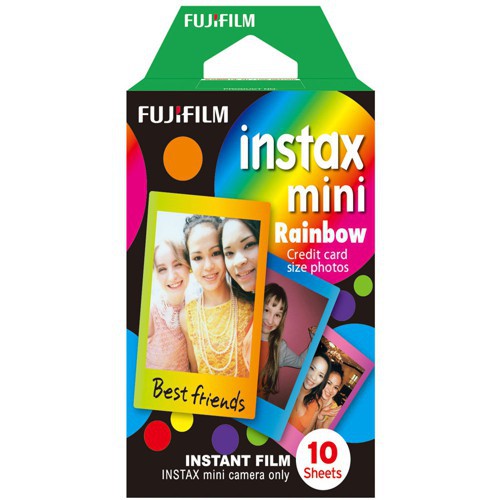 FUJIFILM
FUJIFILM
instax
mini
Rainbow
Credit card
size photos
Best friends
INSTANT FILM
INSTAX mini camera only
10
Sheets